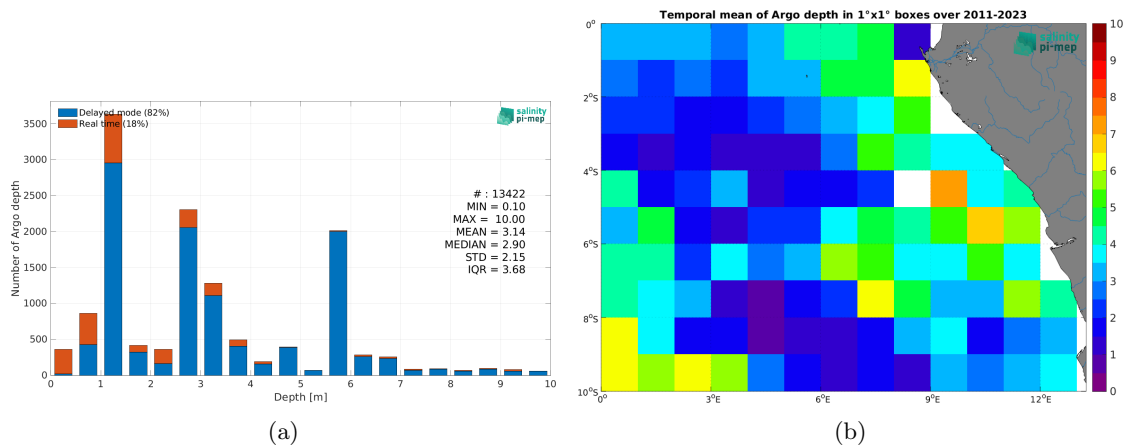 Delayed mode (82%)
Real time (18%)
salinity
pi-mep
# : 13422
MIN = 0.10
MAX = 10.00
MEAN = 3.14
MEDIAN = 2.90
STD = 2.15
IQR = 3.68
Number of Argo depth
3500
3000
2500
2000
1500
1000
500
0
0 1 2 3 4 5 6 7 8 9 10
Depth [m]
(a)
Temporal mean of Argo depth in 1°x1° boxes over 2011-2023
salinity
pi-mep
0°
2°S
4°S
6°S
8°S
10°S
0° 3°E 6°E 9°E 12°E
10
9
8
7
6
5
4
3
2
1
0
(b)